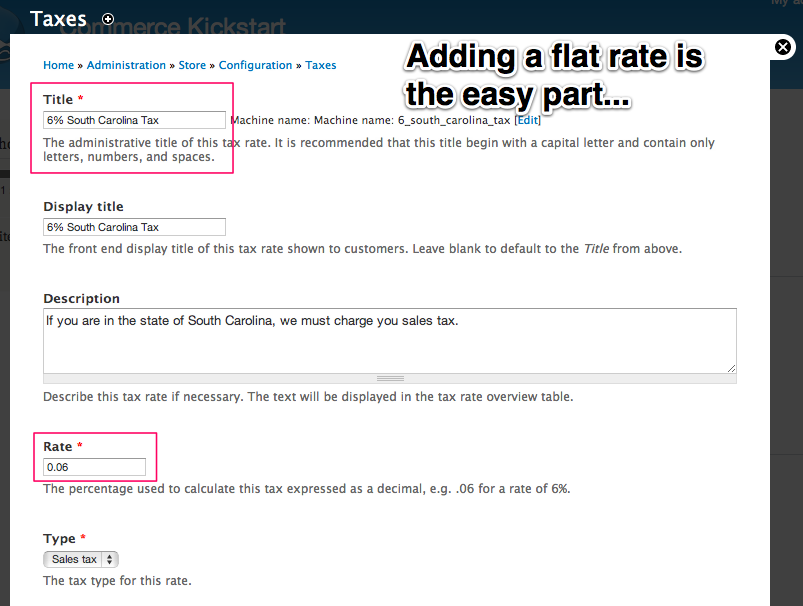 My a
Taxes
Commerce Kickstart
Home » Administration » Store » Configuration » Taxes
Adding a flat rate is
the easy part...
Title *
6% South Carolina Tax
Machine name: Machine name: 6_south_carolina_tax [Edit]
The administrative title of this tax rate. It is recommended that this title begin with a capital letter and contain only
letters, numbers, and spaces.
Display title
6% South Carolina Tax
The front end display title of this tax rate shown to customers. Leave blank to default to the Title from above.
Description
If you are in the state of South Carolina, we must charge you sales tax.
Describe this tax rate if necessary. The text will be displayed in the tax rate overview table.
Rate *
0.06
The percentage used to calculate this tax expressed as a decimal, e.g. .06 for a rate of 6%.
Type *
Sales tax
The tax type for this rate.